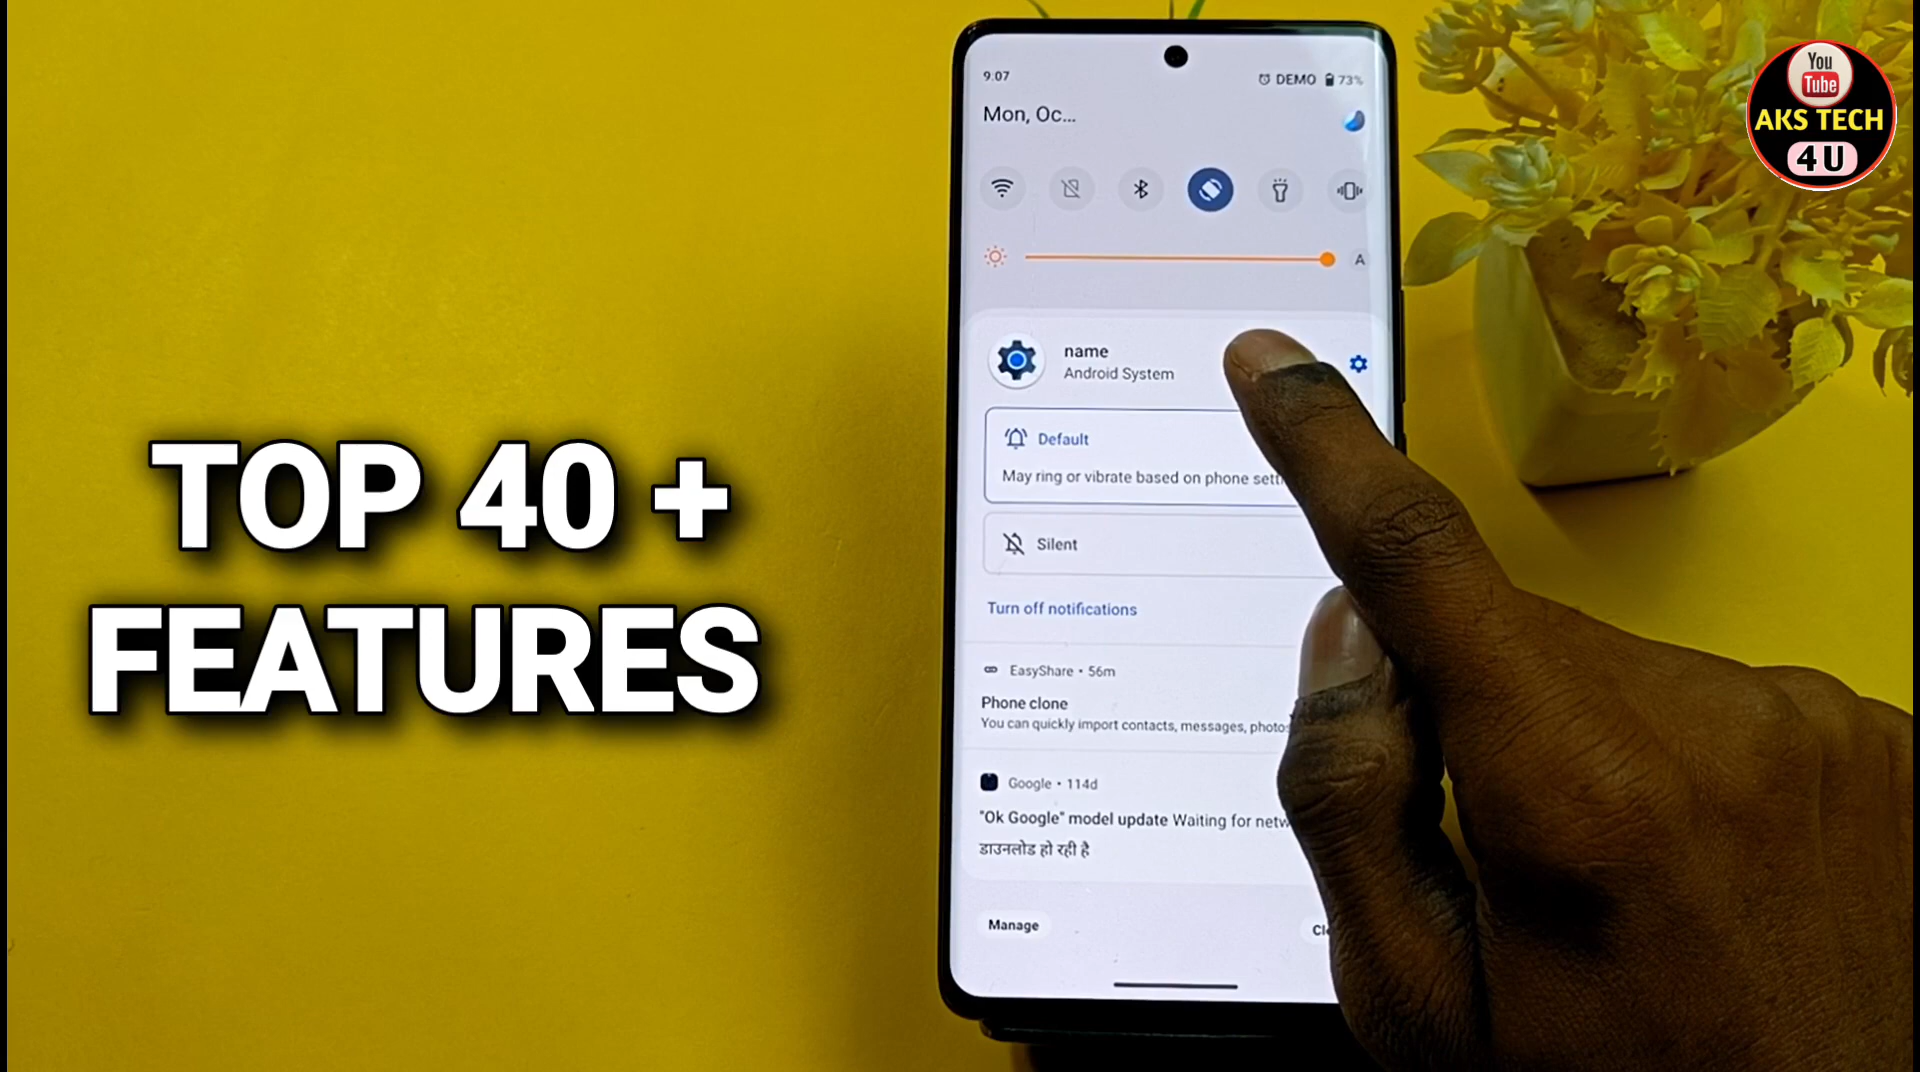 TOP 40 +
FEATURES
9:07
DEMO 73%
Mon, Oc...
A
name
Android System
Default
May ring or vibrate based on phone sett
Silent
Turn off notifications
EasyShare • 56m
Phone clone
You can quickly import contacts, messages, photos
Google • 114d
"Ok Google" model update Waiting for netw
डाउनलोड हो रही है
Manage
Cle
You
Tube
AKS TECH
4 U